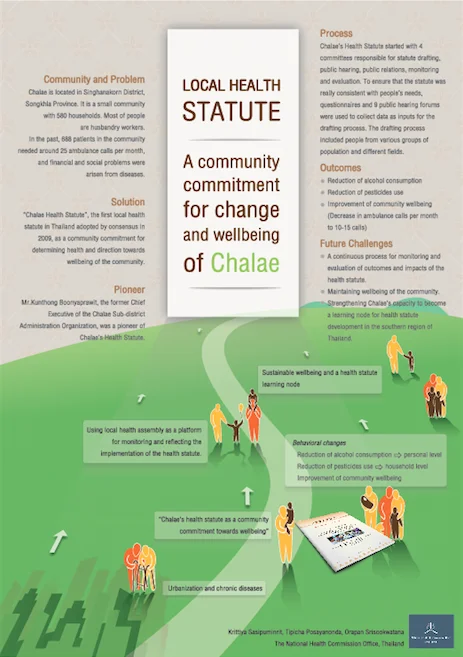 LOCAL HEALTH
STATUTE
A community
commitment
for change
and wellbeing
of Chalae
Community and Problem
Chalae is located in Singhanakorn District,
Songkhla Province. It is a small community
with 580 households. Most of people
are husbandry workers.
In the past, 688 patients in the community
needed around 25 ambulance calls per month,
and financial and social problems were
arisen from diseases.
Solution
"Chalae Health Statute", the first local health
statute in Thailand adopted by consensus in
2009, as a community commitment for
determining health and direction towards
wellbeing of the community.
Pioneer
Mr.Kunthong Boonyaprawit, the former Chief
Executive of the Chalae Sub-district
Administration Organization, was a pioneer of
Chalae's Health Statute.
Process
Chalae's Health Statute started with 4
committees responsible for statute drafting,
public hearing, public relations, monitoring
and evaluation. To ensure that the statute was
really consistent with people's needs,
questionnaires and 9 public hearing forums
were used to collect data as inputs for the
drafting process. The drafting process
included people from various groups of
population and different fields.
Outcomes
Reduction of alcohol consumption
Reduction of pesticides use
Improvement of community wellbeing
(Decrease in ambulance calls per month
to 10-15 calls)
Future Challenges
A continuous process for monitoring and
evaluation of outcomes and impacts of the
health statute.
Maintaining wellbeing of the community.
Strengthening Chalae's capacity to become
a learning node for health statute
development in the southern region of
Thailand.
Sustainable wellbeing and a health statute
learning node
Using local health assembly as a platform
for monitoring and reflecting the
implementation of the health statute.
Behavioral changes
Reduction of alcohol consumption ⇨ personal level
Reduction of pesticides use ⇨ household level
Improvement of community wellbeing
"Chalae's health statute as a community
commitment towards wellbeing"
Urbanization and chronic diseases
Krittiya Sasipuminrit, Tipicha Posayanonda, Orapan Srisookwatana
The National Health Commission Office, Thailand